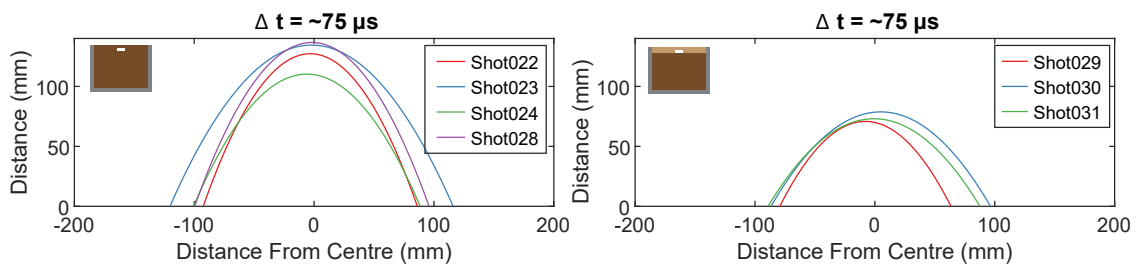 Δ t = ~75 µs
Distance (mm)
100
50
0
-200
-100
0
100
200
Distance From Centre (mm)
Shot022
Shot023
Shot024
Shot028
Δ t = ~75 µs
Distance (mm)
100
50
0
-200
-100
0
100
200
Distance From Centre (mm)
Shot029
Shot030
Shot031